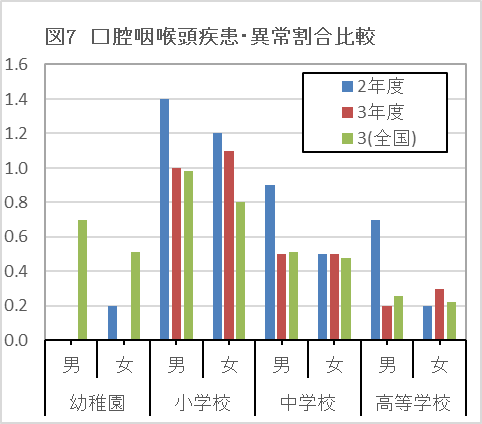 図7 口腔咽喉頭疾患・異常割合比較
1.6
1.4
1.2
1.0
0.8
0.6
0.4
0.2
0.0
2年度
3年度
3(全国)
男 女 男 女 男 女 男 女
幼稚園 小学校 中学校 高等学校